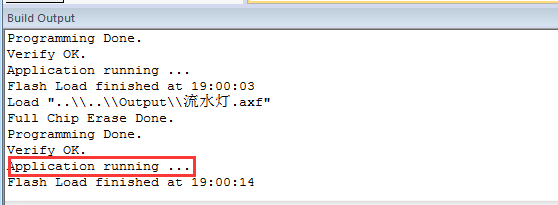 Build Output
Programming Done.
Verify OK.
Application running ...
Flash Load finished at 19:00:03
Load "..\\..\\Output\\流水灯.axf"
Full Chip Erase Done.
Programming Done.
Verify OK.
Application running ...
Flash Load finished at 19:00:14